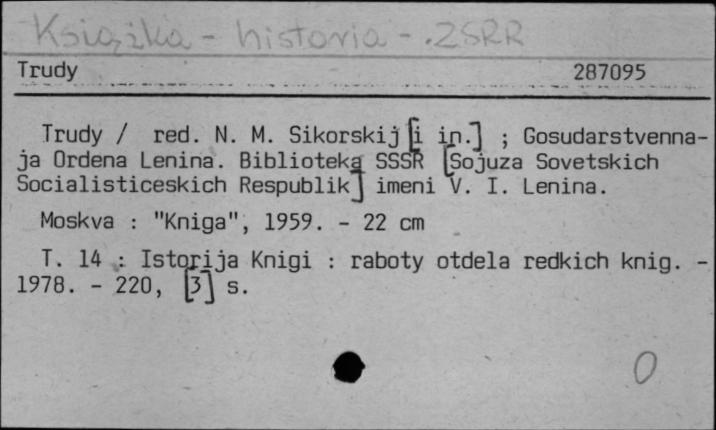 Książka - historia - ZSRR
Trudy 287095
Trudy / red. N. M. Sikorskij [i in.] ; Gosudarstvenna-
ja Ordena Lenina. Biblioteka SSSR [Sojuza Sovetskich
Socialisticeskich Respublik] imeni V. I. Lenina.
Moskva : "Kniga", 1959. - 22 cm
T. 14 : Istorija Knigi : raboty otdela redkich knig. -
1978. - 220, [3] s.
0